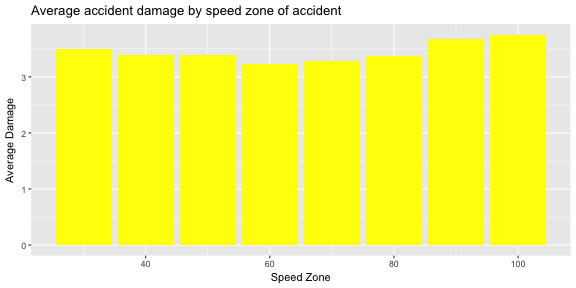 Average accident damage by speed zone of accident
Average Damage
3
2
1
0
40 60 80 100
Speed Zone